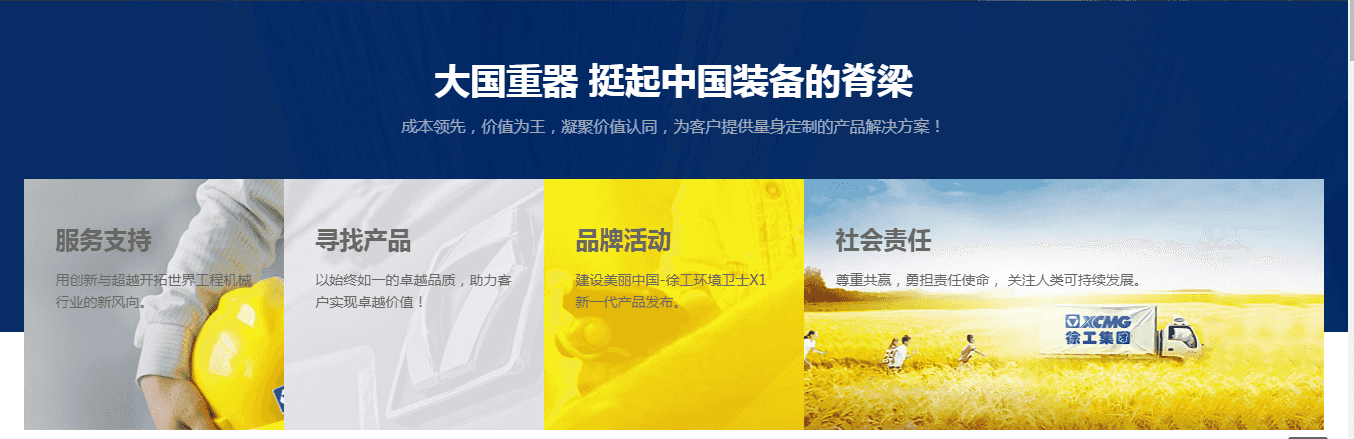 大国重器 挺起中国装备的脊梁
成本领先，价值为王，凝聚价值认同，为客户提供量身定制的产品解决方案！
服务支持
用创新与超越开拓世界工程机械
行业的新风向。
寻找产品
以始终如一的卓越品质，助力客
户实现卓越价值！
品牌活动
建设美丽中国-徐工环境卫士X1
新一代产品发布。
社会责任
尊重共赢，勇担责任使命， 关注人类可持续发展。
XCMG
徐工集团